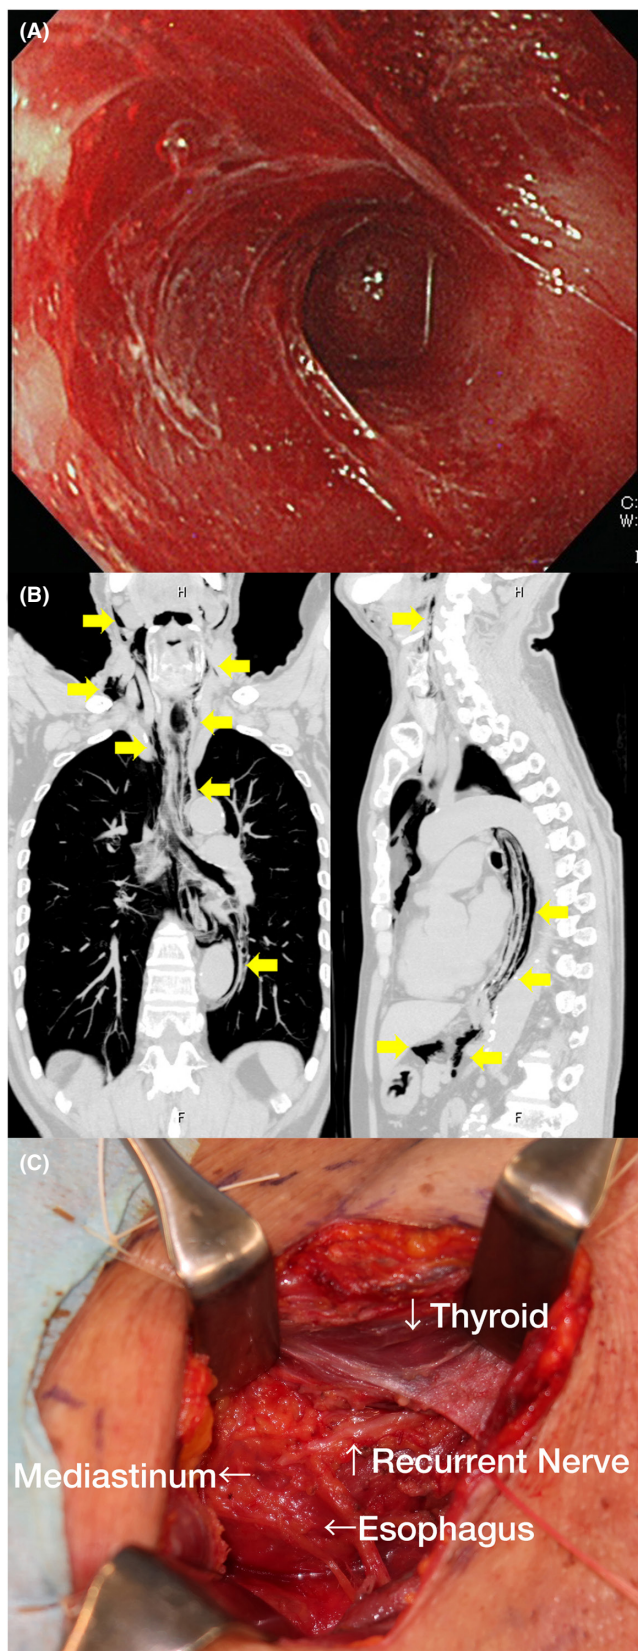 (A)
C:
W:
(B)
H
H
F
F
(C)
↓ Thyroid
↑ Recurrent Nerve
Mediastinum←
←Esophagus